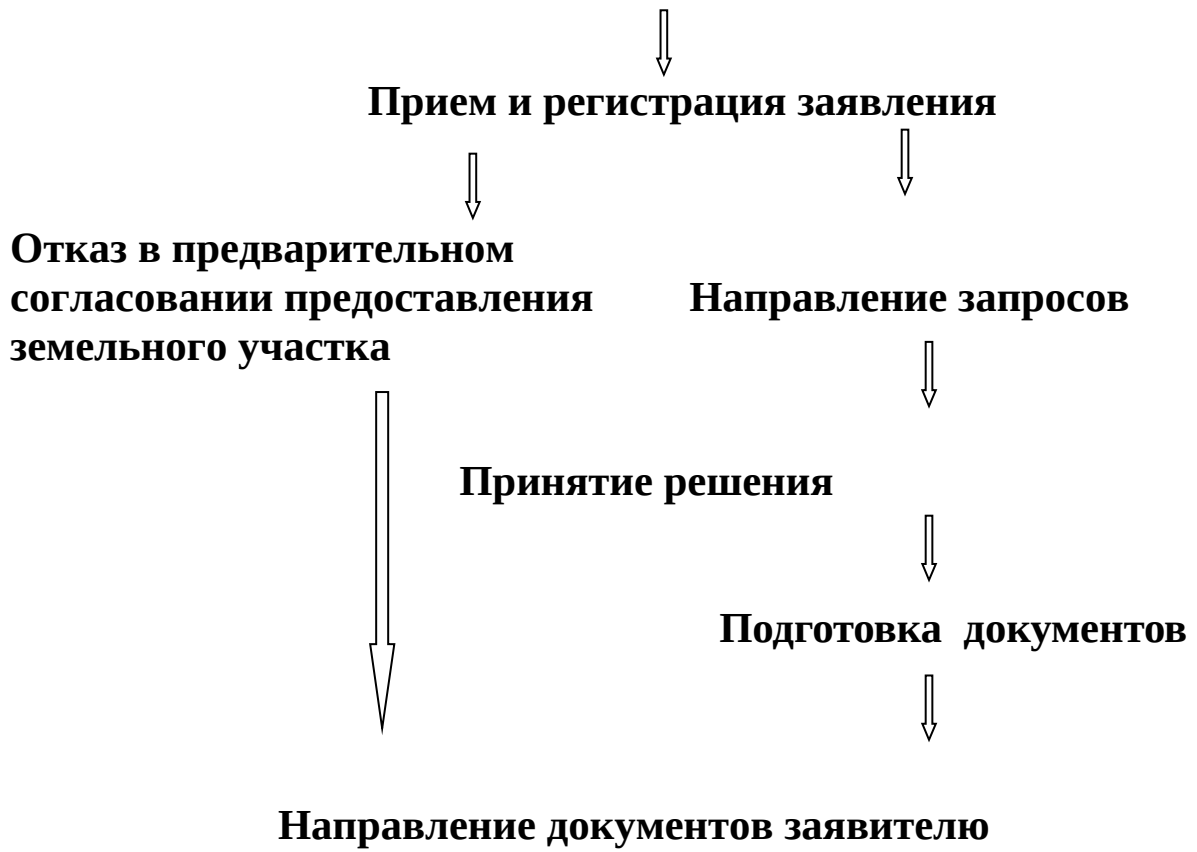 Прием и регистрация заявления
Отказ в предварительном
согласовании предоставления
земельного участка
Направление запросов
Принятие решения
Подготовка документов
Направление документов заявителю